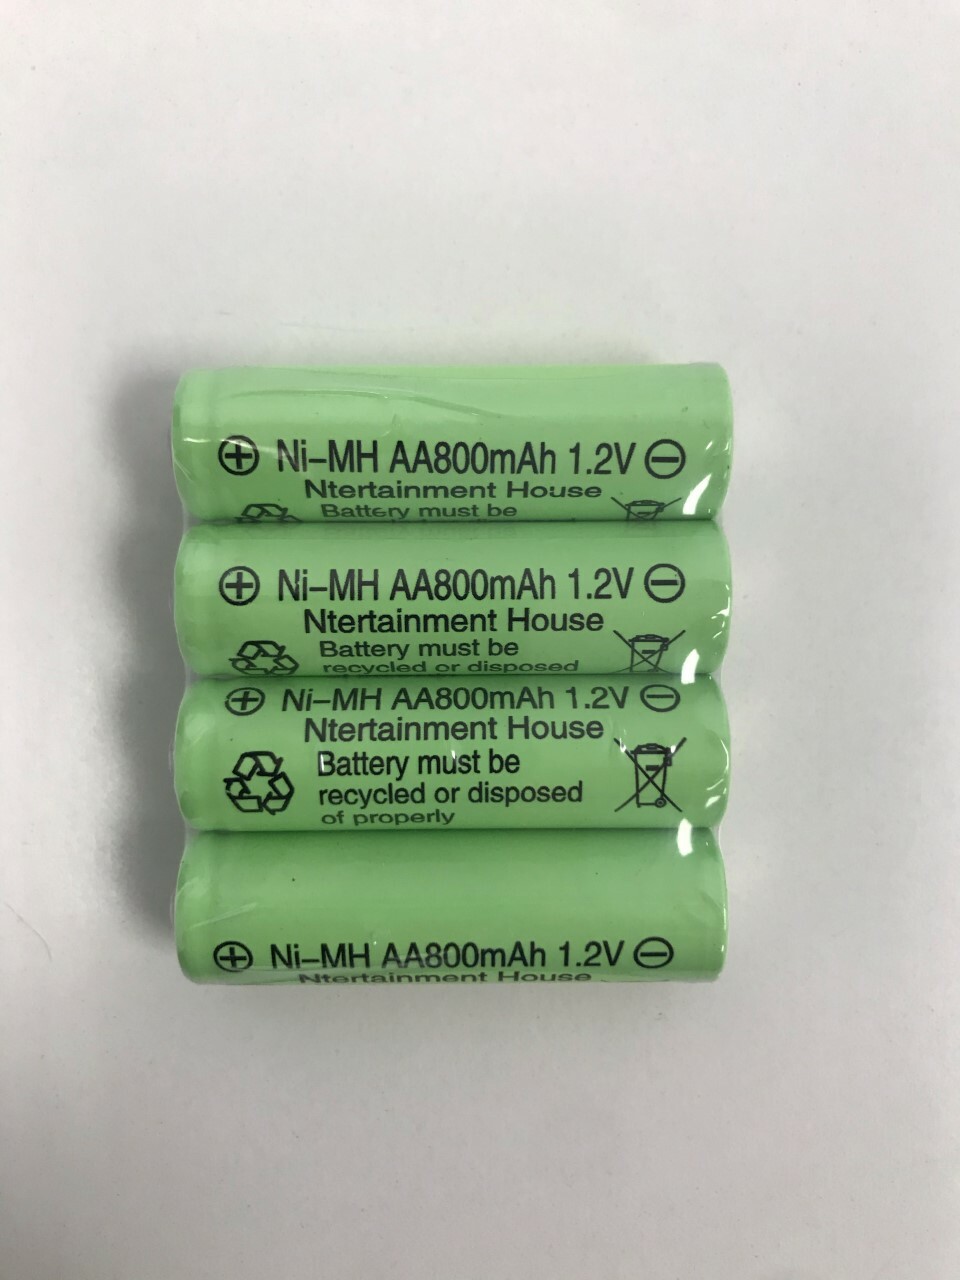 ⊕ Ni-MH AA800mAh 1.2V ⊖
Ntertainment House
Battery must be
⊕ Ni-MH AA800mAh 1.2V ⊖
Ntertainment House
Battery must be
recycled or disposed
⊕ Ni-MH AA800mAh 1.2V ⊖
Ntertainment House
Battery must be
recycled or disposed
of properly
⊕ Ni-MH AA800mAh 1.2V ⊖
Ntertainment House